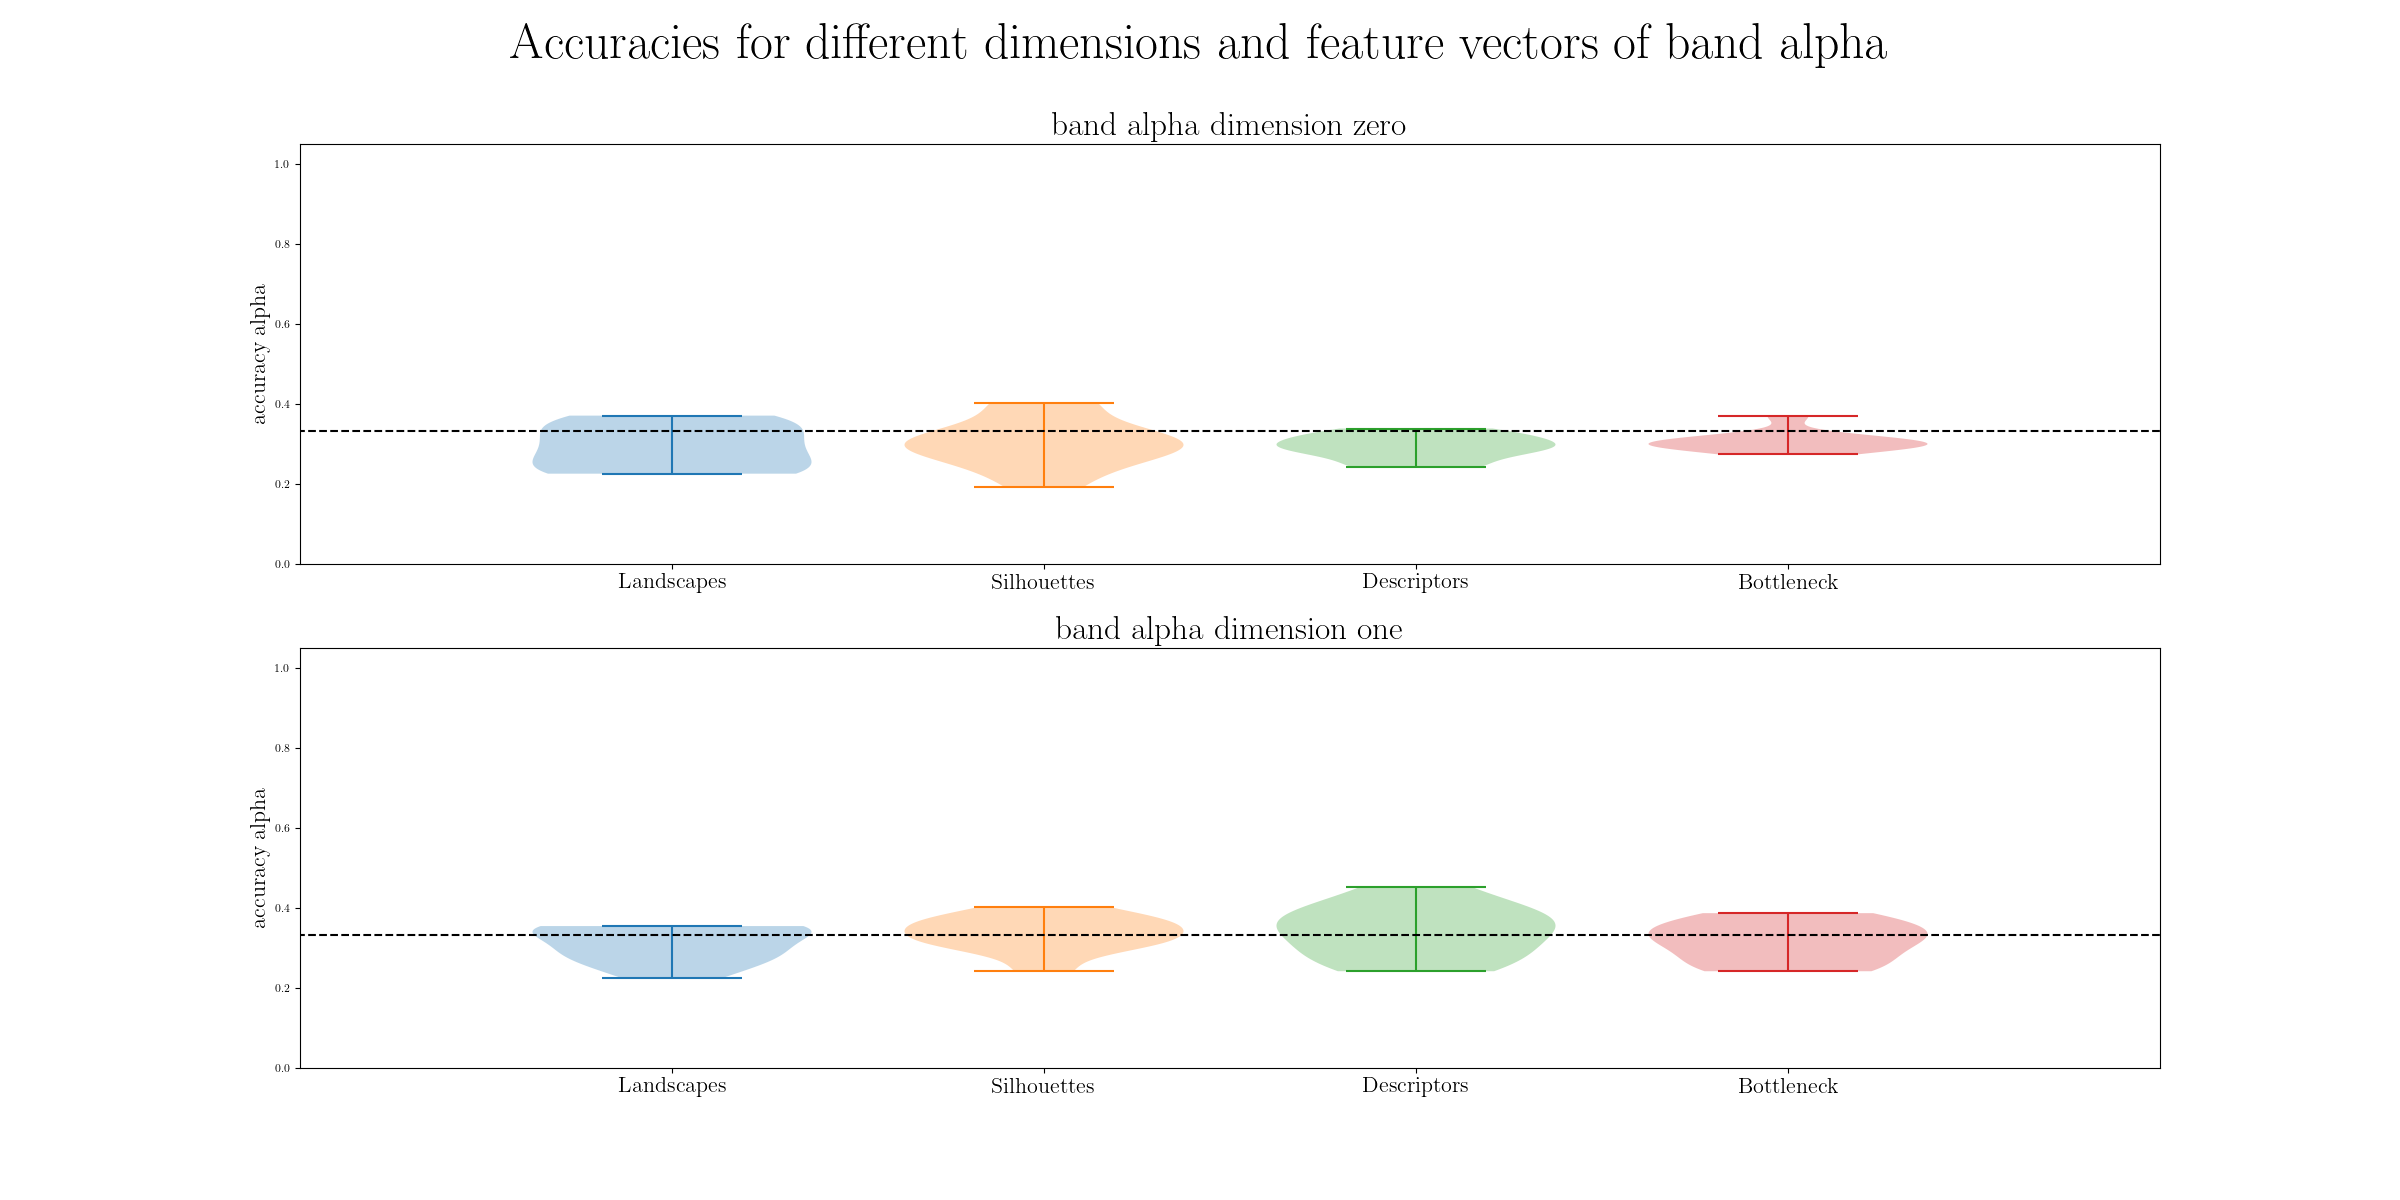 Accuracies for different dimensions and feature vectors of band alpha
band alpha dimension zero
1.0
0.8
0.6
0.4
0.2
0.0
accuracy alpha
Landscapes Silhouettes Descriptors Bottleneck
band alpha dimension one
1.0
0.8
0.6
0.4
0.2
0.0
accuracy alpha
Landscapes Silhouettes Descriptors Bottleneck